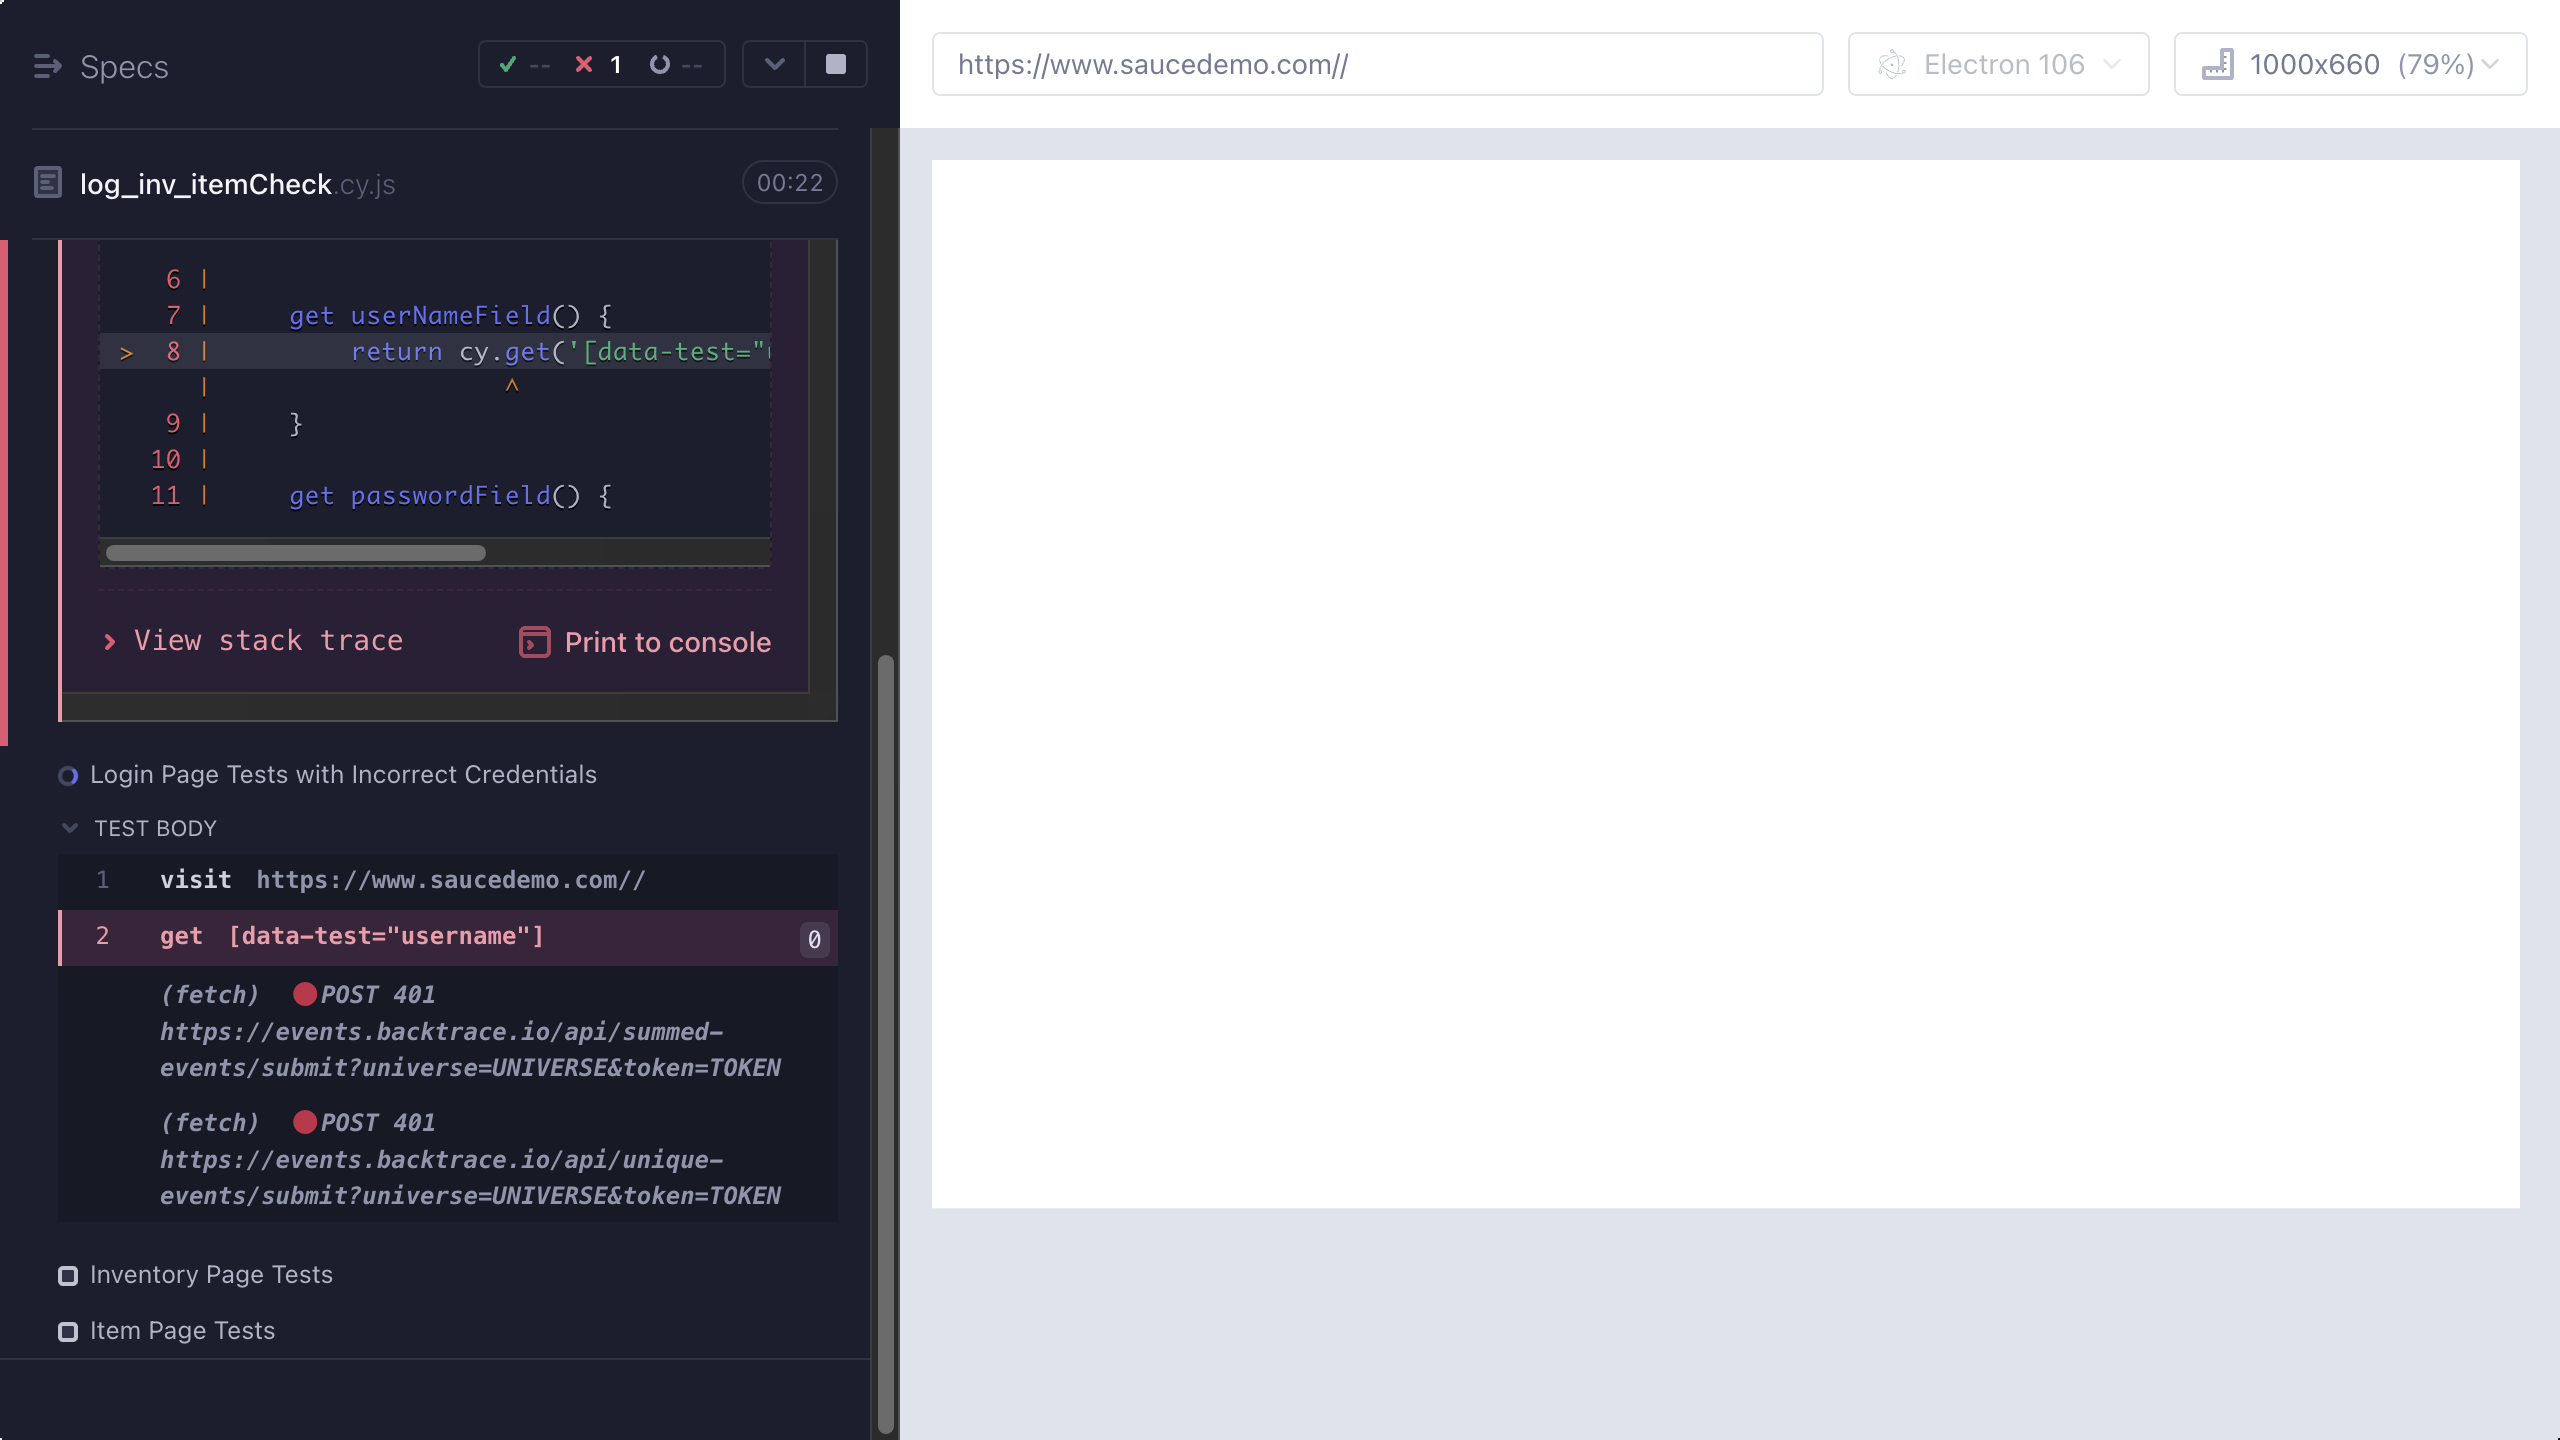 Specs
-- 1 --
https://www.saucedemo.com//
Electron 106
1000x660 (79%)
log_inv_itemCheck.cy.js
00:22
6 |
7 | get userNameField() {
> 8 | return cy.get('[data-test="
| ^
9 | }
10 |
11 | get passwordField() {
View stack trace
Print to console
Login Page Tests with Incorrect Credentials
TEST BODY
1 visit https://www.saucedemo.com//
2 get [data-test="username"] 0
(fetch) POST 401
https://events.backtrace.io/api/summed-
events/submit?universe=UNIVERSE&token=TOKEN
(fetch) POST 401
https://events.backtrace.io/api/unique-
events/submit?universe=UNIVERSE&token=TOKEN
Inventory Page Tests
Item Page Tests